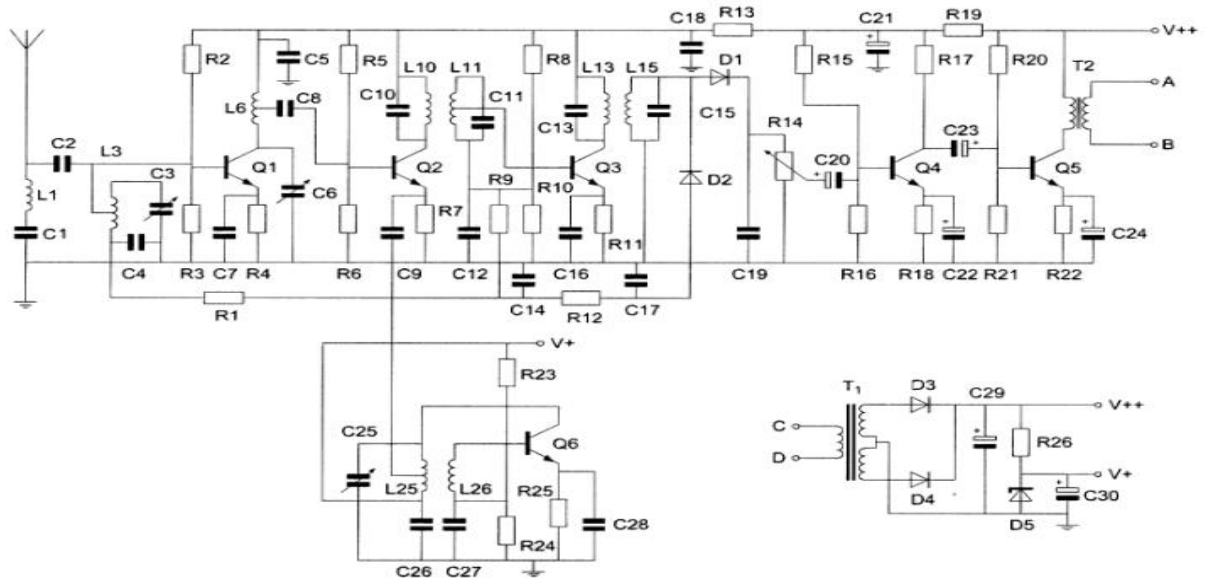 C18 R13 C21 R19
V++
R2 C5 R5 L10 L11 R8 L13 L15 D1 R15 R17 R20 T2
A
L6 C8 C10 C11 C13 C15 R14 C23
B
C2 L3 C3 Q1 C6 Q2 R9 R10 Q3 D2 C20 Q4 Q5
L1 C1 R7 R11 C24
C4 R3 C7 R4 R6 C9 C12 C16 C19 R16 R18 C22 R21 R22
R1 C14 R12 C17
V+
R23
T1 D3 C29
V++
C25 Q6
C
D
R26
V+
L25 L26 R25
D4 D5 C30
R24 C28
C26 C27